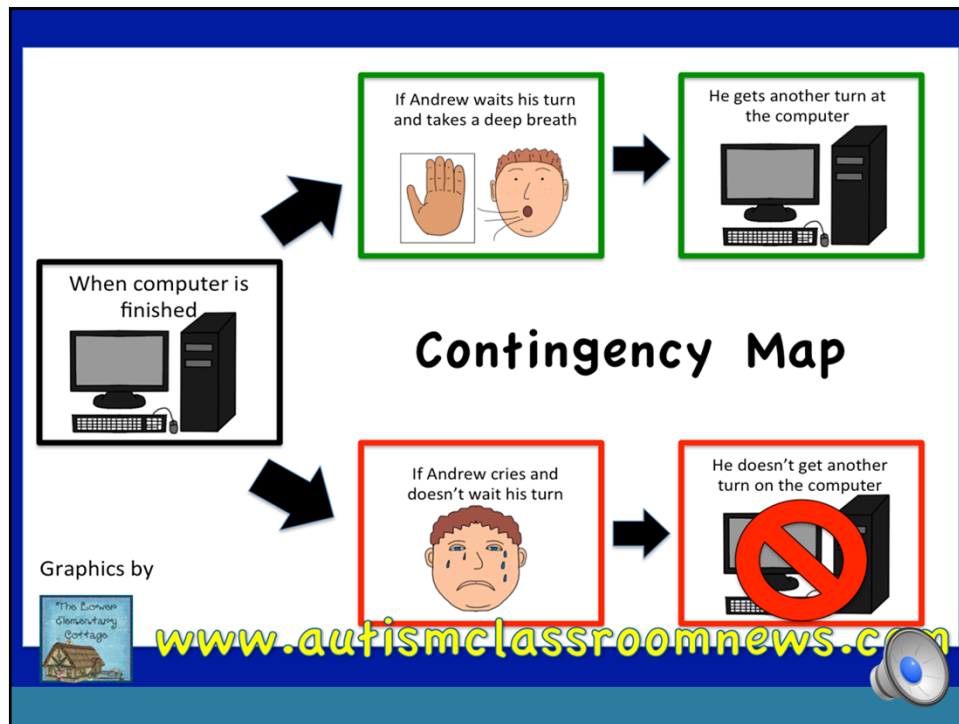 If Andrew waits his turn
and takes a deep breath
He gets another turn at
the computer
When computer is
finished
Contingency Map
If Andrew cries and
doesn't wait his turn
He doesn't get another
turn on the computer
Graphics by
The Lower
Elementary
Cottage
www.autismclassroomnews.com